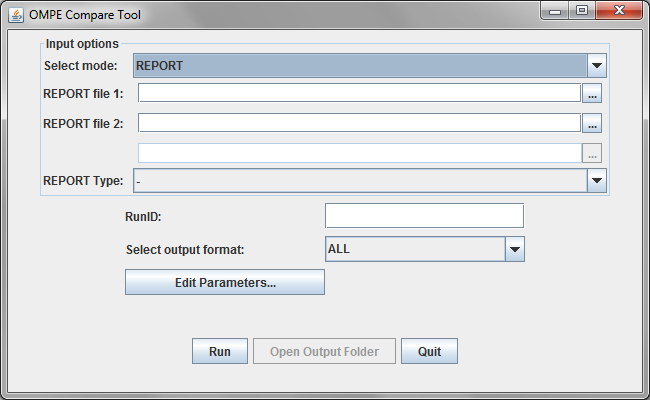 OMPE Compare Tool
Input options
Select mode: REPORT
REPORT file 1: ...
REPORT file 2: ...
...
REPORT Type: -
RunID:
Select output format: ALL
Edit Parameters...
Run Open Output Folder Quit